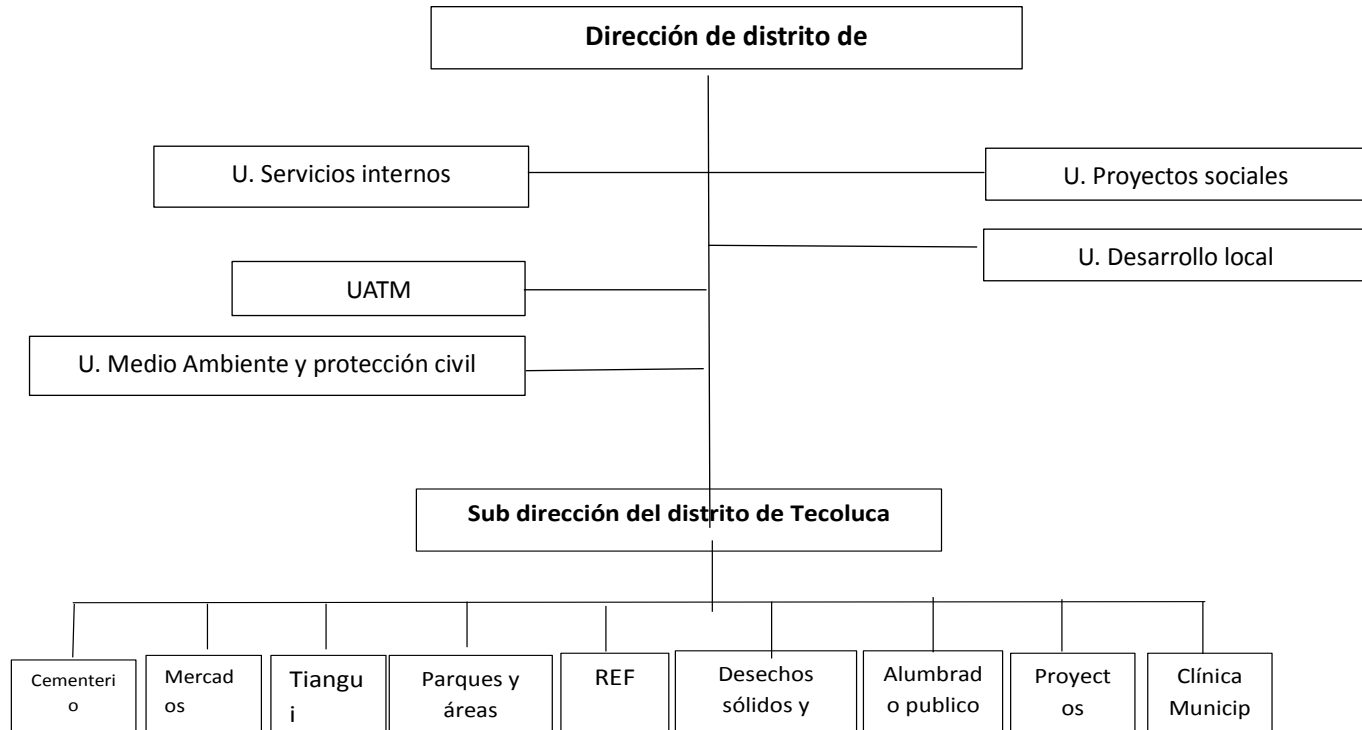 Dirección de distrito de
U. Servicios internos
U. Proyectos sociales
U. Desarrollo local
UATM
U. Medio Ambiente y protección civil
Sub dirección del distrito de Tecoluca
Cementeri
o
Mercad
os
Tiangu
i
Parques y
áreas
REF
Desechos
sólidos y
Alumbrad
o publico
Proyect
os
Clínica
Municip